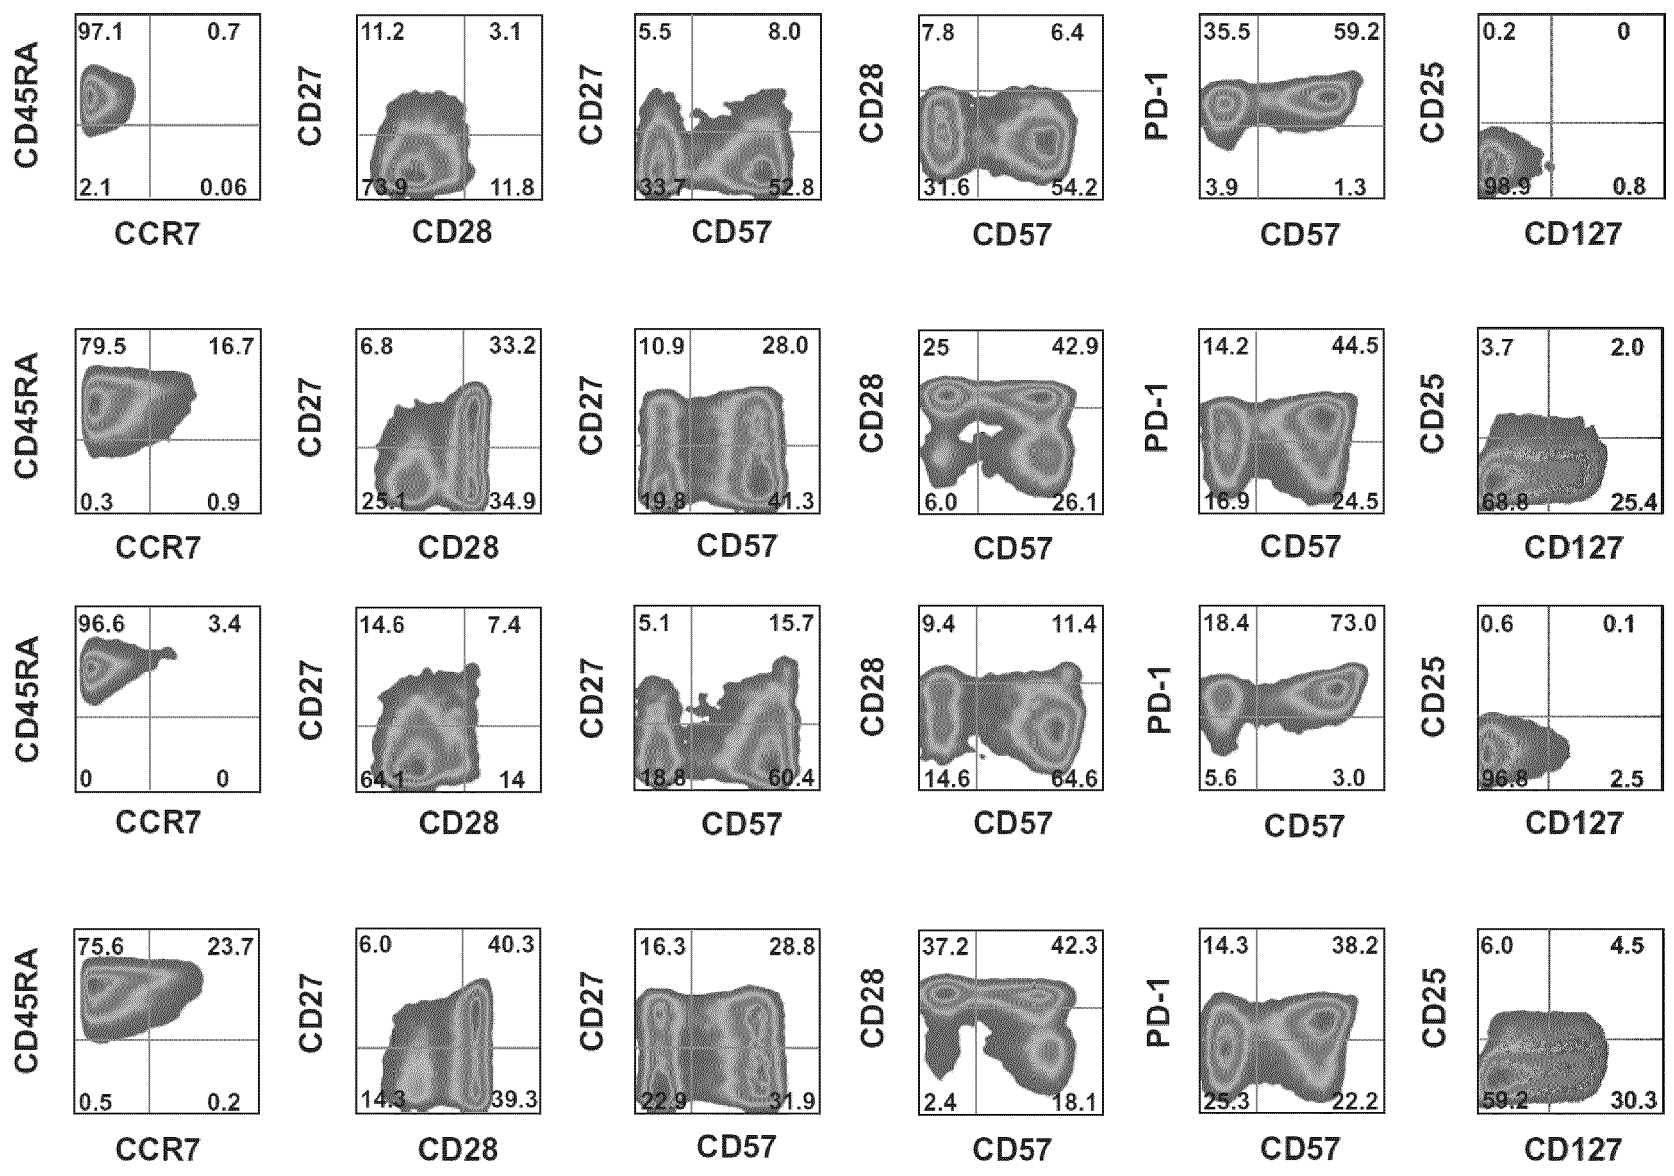 97.1 0.7 11.2 3.1 5.5 8.0 7.8 6.4 35.5 59.2 0.2 0
CD45RA CD27 CD27 CD28 PD-1 CD25
2.1 0.06 73.9 11.8 33.7 52.8 31.6 54.2 3.9 1.3 98.9 0.8
CCR7 CD28 CD57 CD57 CD57 CD127
79.5 16.7 6.8 33.2 10.9 28.0 25 42.9 14.2 44.5 3.7 2.0
CD45RA CD27 CD27 CD28 PD-1 CD25
0.3 0.9 25.1 34.9 19.8 41.3 6.0 26.1 16.9 24.5 68.8 25.4
CCR7 CD28 CD57 CD57 CD57 CD127
96.6 3.4 14.6 7.4 5.1 15.7 9.4 11.4 18.4 73.0 0.6 0.1
CD45RA CD27 CD27 CD28 PD-1 CD25
0 0 64.1 14 18.8 60.4 14.6 64.6 5.6 3.0 96.8 2.5
CCR7 CD28 CD57 CD57 CD57 CD127
75.6 23.7 6.0 40.3 16.3 28.8 37.2 42.3 14.3 38.2 6.0 4.5
CD45RA CD27 CD27 CD28 PD-1 CD25
0.5 0.2 14.3 39.3 22.9 31.9 2.4 18.1 25.3 22.2 59.2 30.3
CCR7 CD28 CD57 CD57 CD57 CD127